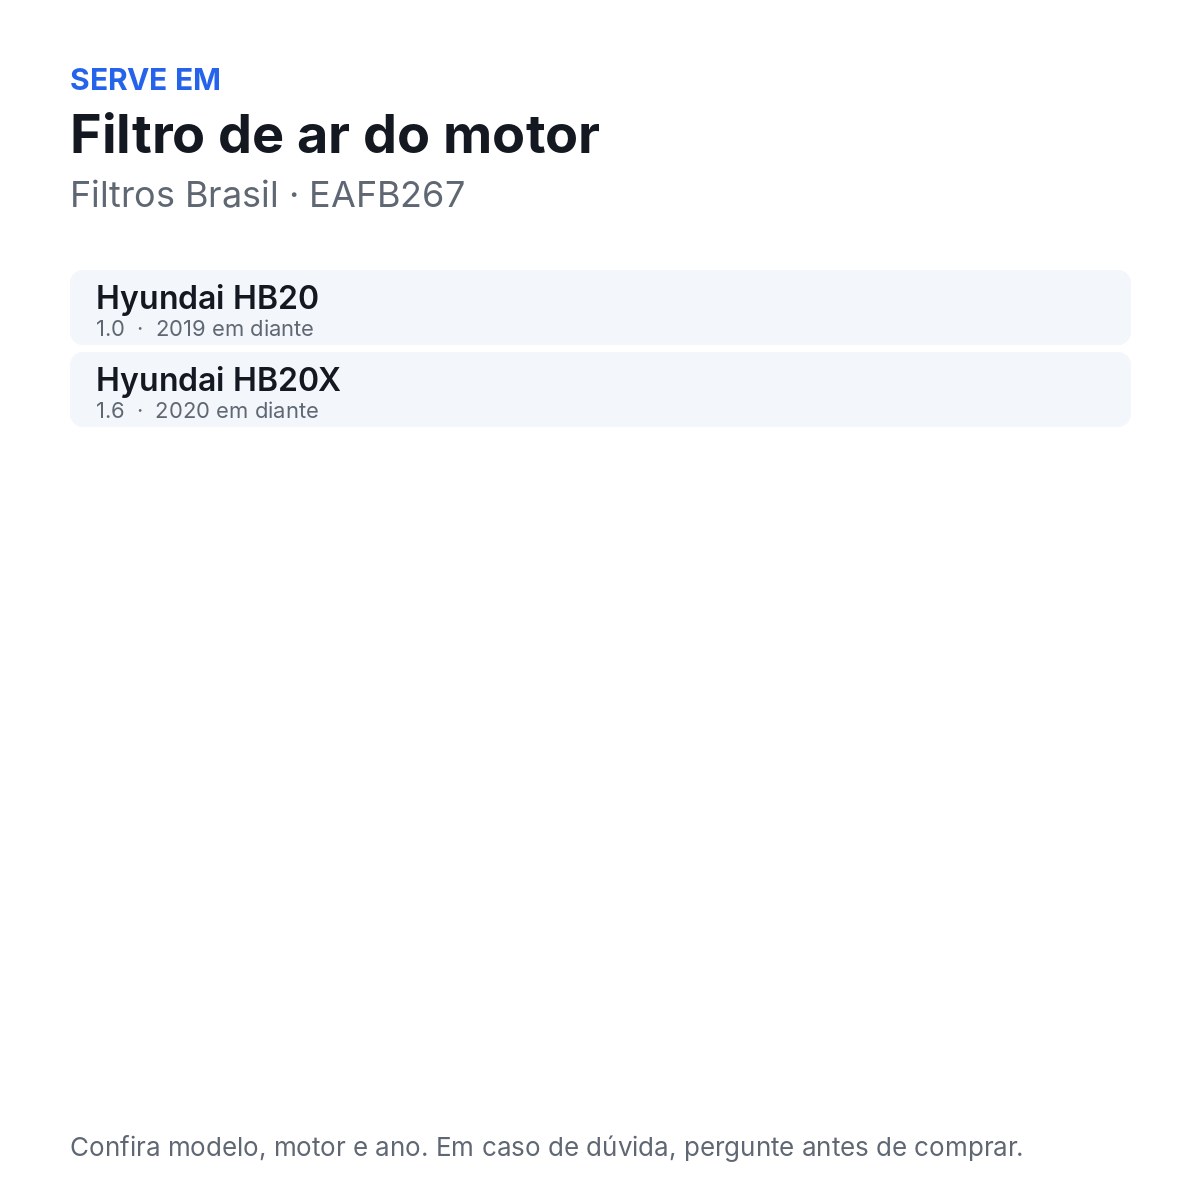 SERVE EM
Filtro de ar do motor
Filtros Brasil · EAFB267
Hyundai HB20
1.0 · 2019 em diante
Hyundai HB20X
1.6 · 2020 em diante
Confira modelo, motor e ano. Em caso de dúvida, pergunte antes de comprar.